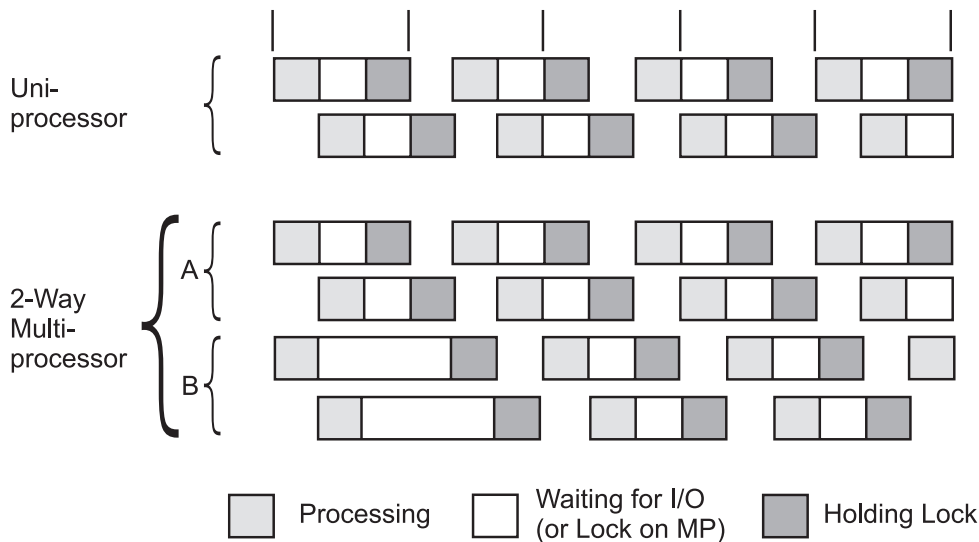 Uni-
processor
2-Way
Multi-
processor
A
B
Processing
Waiting for I/O
(or Lock on MP)
Holding Lock